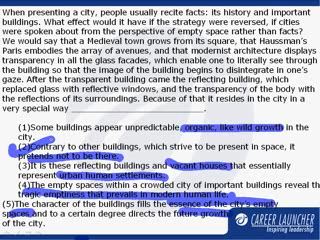 When presenting a city, people usually recite facts: its history and important
buildings. What effect would it have if the strategy were reversed, if cities
were spoken about from the perspective of empty space rather than facts?
We would say that a Medieval town grows from its square, that Haussman's
Paris embodies the array of avenues, and that modernist architecture displays
transparency in all the glass facades, which enable one to literally see through
the building so that the image of the building begins to disintegrate in one's
gaze. After the transparent building came the reflecting building, which
replaced glass with reflective windows, and the transparency of the body with
the reflections of its surroundings. Because of that it resides in the city in a
very special way ____________________________.
(1)Some buildings appear unpredictable, organic, like wild growth in the
city.
(2)Contrary to other buildings, which strive to be present in space, it
pretends not to be there.
(3)It is these reflecting buildings and vacant houses that essentially
represent urban human settlements.
(4)The empty spaces within a crowded city of important buildings reveal th
tragic emptiness that prevails in modern human life.
(5)The character of the buildings fills the essence of the city's empty
spaces and to a certain degree directs the future growth
of the city.
CAREER LAUNCHER
Inspiring leadership